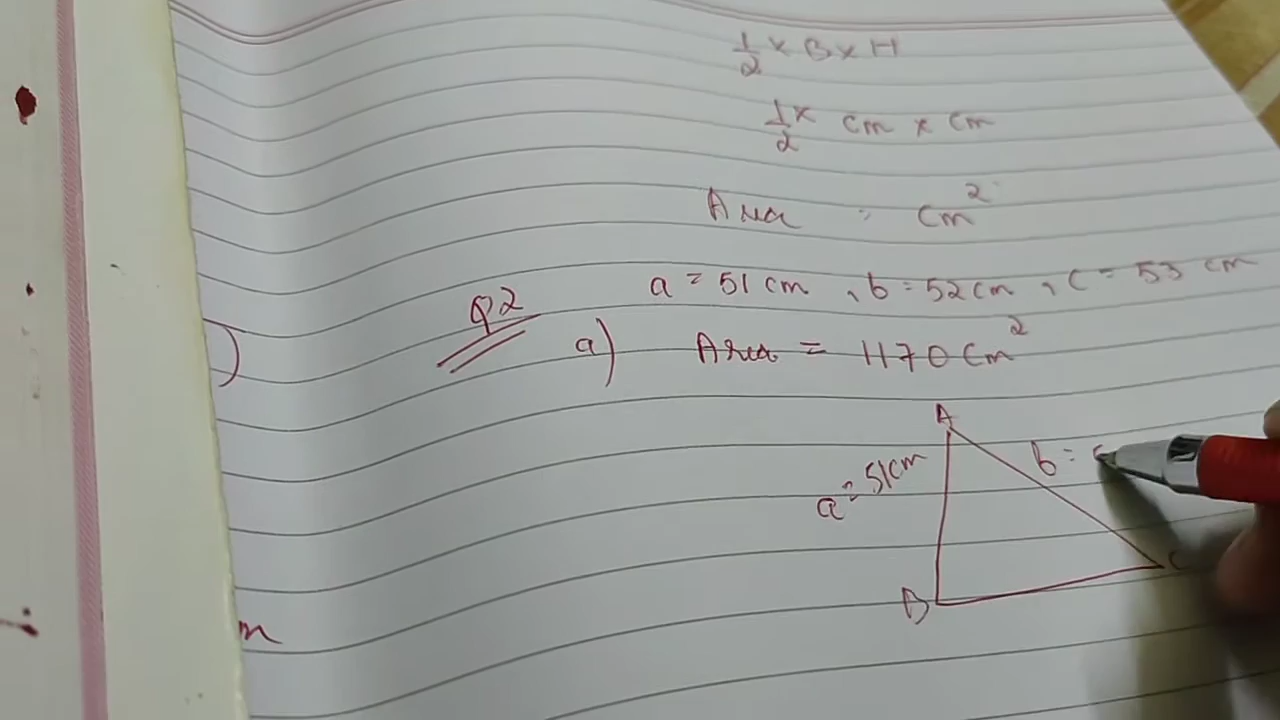 1/2 x B x H
1/2 x cm x cm
Area = cm²
a = 51 cm , b = 52 cm , c = 53 cm
Q2
a) Area = 1170 cm²
)
A
a = 51cm
b =
C
B
m